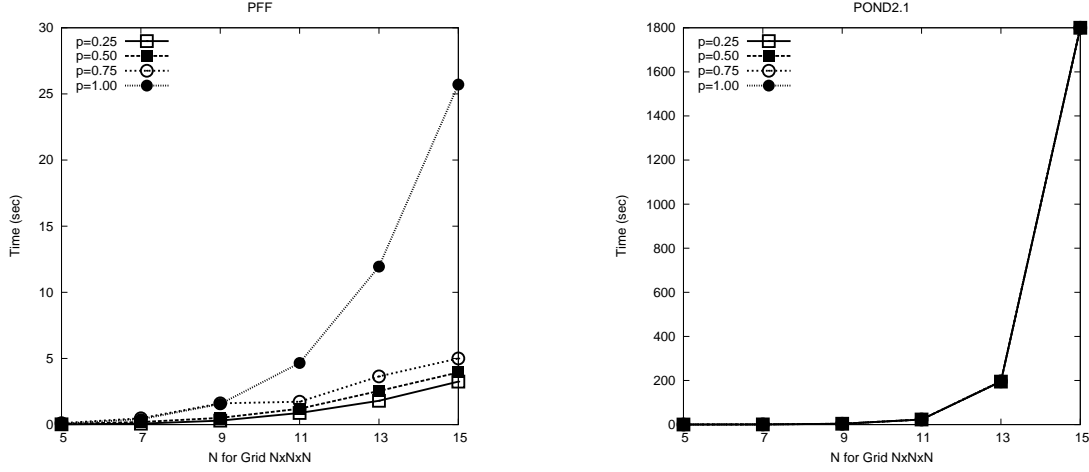 PFF
30
25
20
15
10
5
0
p=0.25
p=0.50
p=0.75
p=1.00
Time (sec)
5 7 9 11 13 15
N for Grid NxNxN
POND2.1
1800
1600
1400
1200
1000
800
600
400
200
0
p=0.25
p=0.50
p=0.75
p=1.00
Time (sec)
5 7 9 11 13 15
N for Grid NxNxN